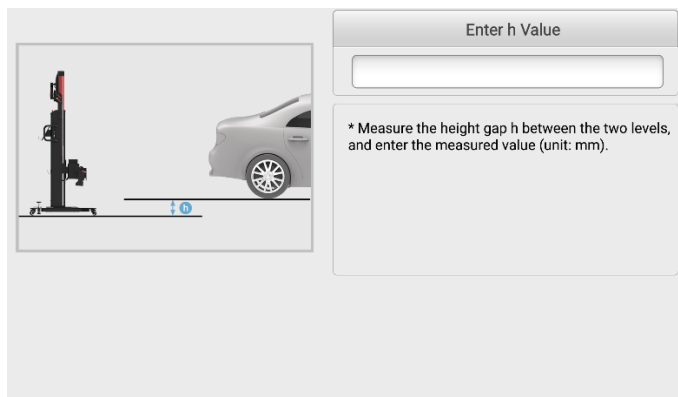 Enter h Value
* Measure the height gap h between the two levels,
and enter the measured value (unit: mm).
h